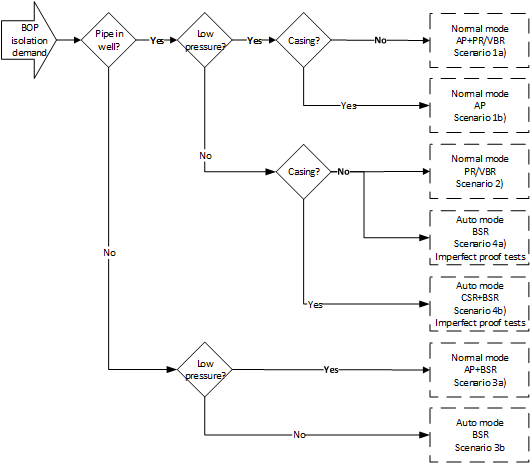 BOP
isolation
demand
Pipe in
well?
Yes
Low
pressure?
Yes
Casing?
No
Normal mode
AP+PR/VBR
Scenario 1a)
Yes
Normal mode
AP
Scenario 1b)
No
Casing?
No
Normal mode
PR/VBR
Scenario 2)
Auto mode
BSR
Scenario 4a)
Imperfect proof tests
Yes
Auto mode
CSR+BSR
Scenario 4b)
Imperfect proof tests
No
Low
pressure?
Yes
Normal mode
AP+BSR
Scenario 3a)
No
Auto mode
BSR
Scenario 3b